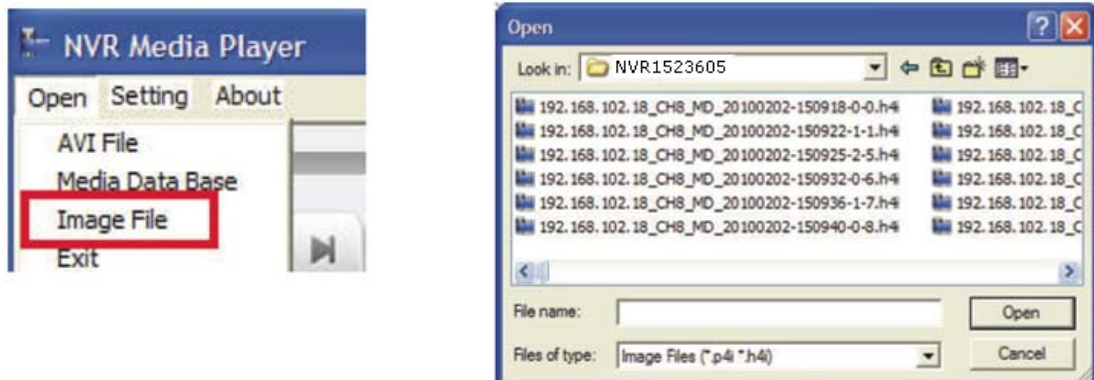 NVR Media Player
Open Setting About
AVI File
Media Data Base
Image File
Exit
Open
Look in: NVR1523605
192.168.102.18_CH8_MD_20100202-150918-0-0.h4i 192.168.102.18_C
192.168.102.18_CH8_MD_20100202-150922-1-1.h4i 192.168.102.18_C
192.168.102.18_CH8_MD_20100202-150925-2-5.h4i 192.168.102.18_C
192.168.102.18_CH8_MD_20100202-150932-0-6.h4i 192.168.102.18_C
192.168.102.18_CH8_MD_20100202-150936-1-7.h4i 192.168.102.18_C
192.168.102.18_CH8_MD_20100202-150940-0-8.h4i 192.168.102.18_C
File name: Open
Files of type: Image Files (*.p4i *.h4i) Cancel